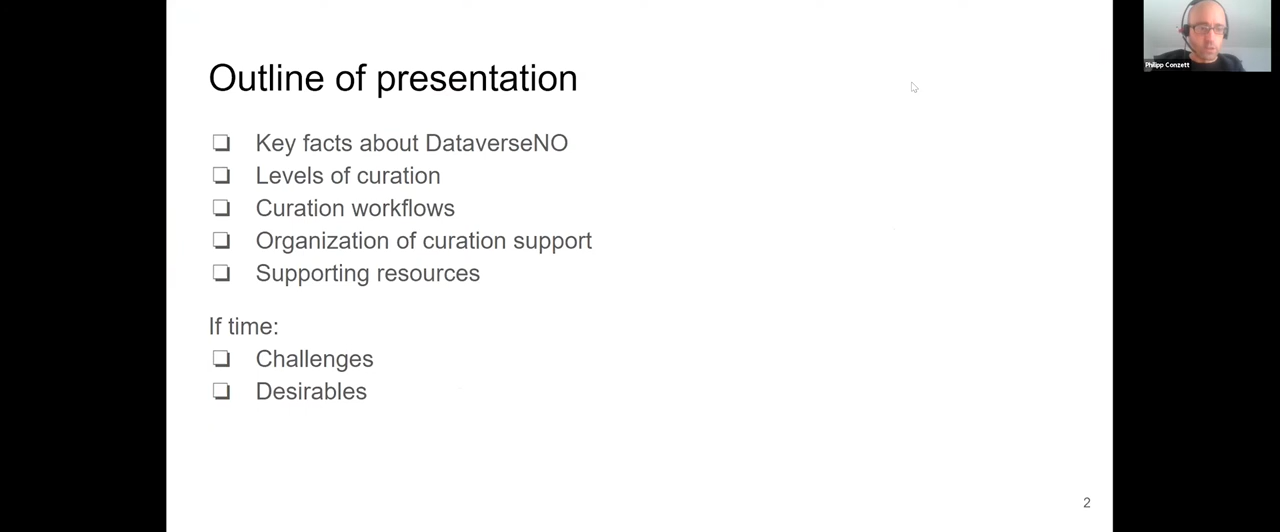 Outline of presentation
❏ Key facts about DataverseNO
❏ Levels of curation
❏ Curation workflows
❏ Organization of curation support
❏ Supporting resources
If time:
❏ Challenges
❏ Desirables
2
Philipp Conzett